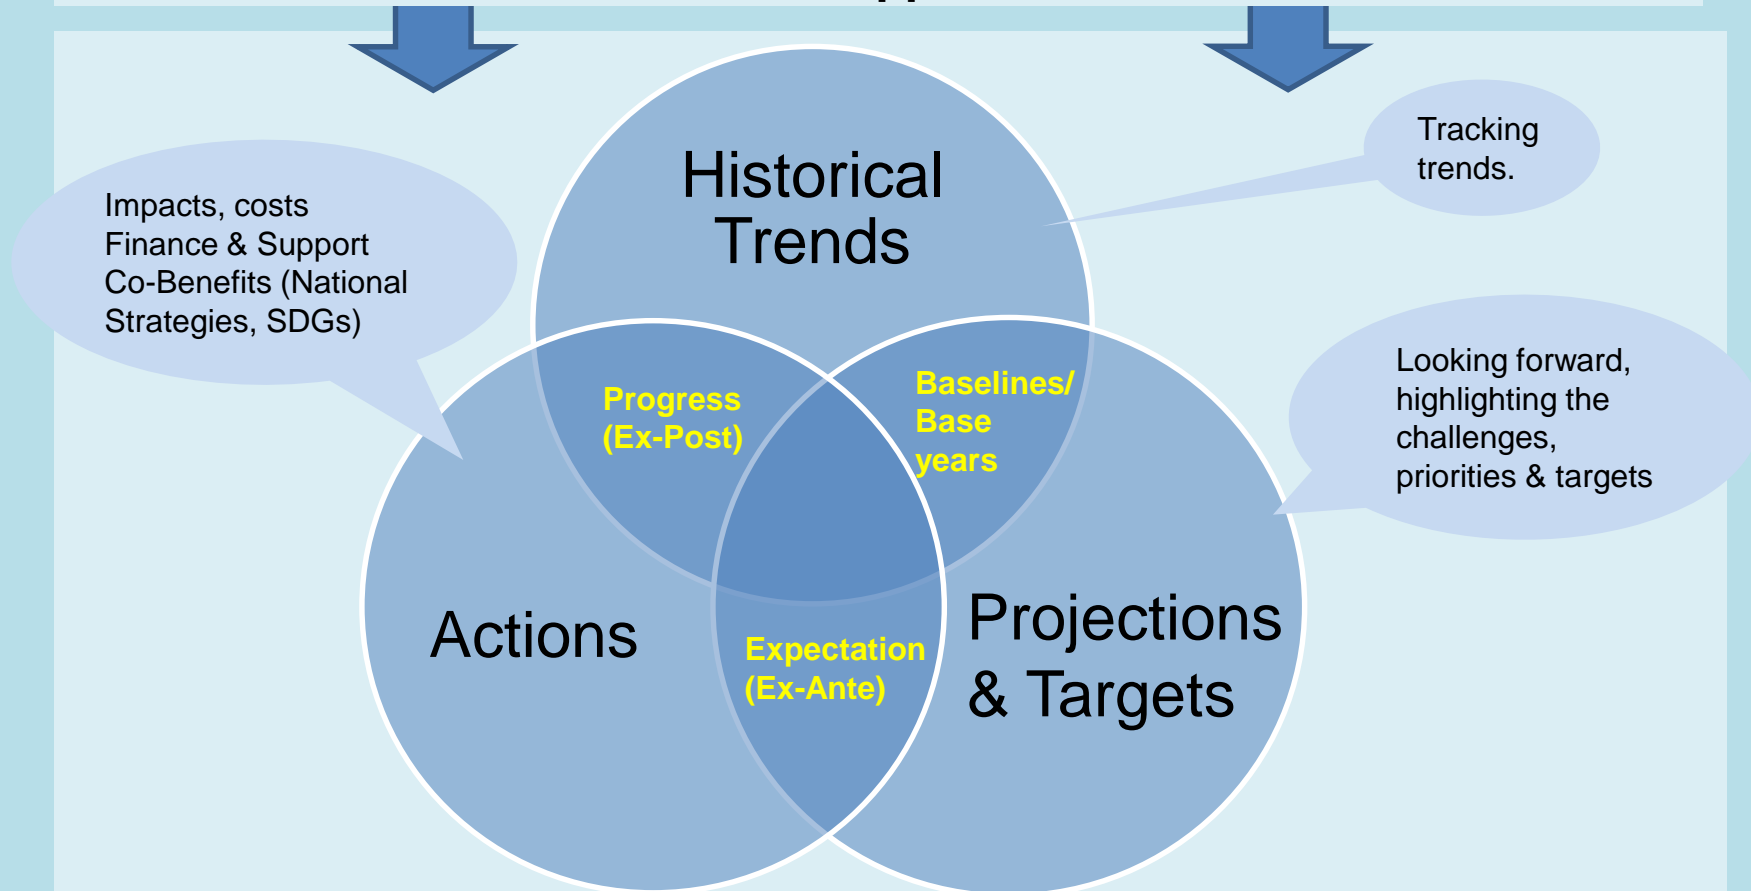 Historical
Trends
Tracking
trends.
Impacts, costs
Finance & Support
Co-Benefits (National
Strategies, SDGs)
Looking forward,
highlighting the
challenges,
priorities & targets
Progress
(Ex-Post)
Baselines/
Base
years
Actions
Projections
& Targets
Expectation
(Ex-Ante)